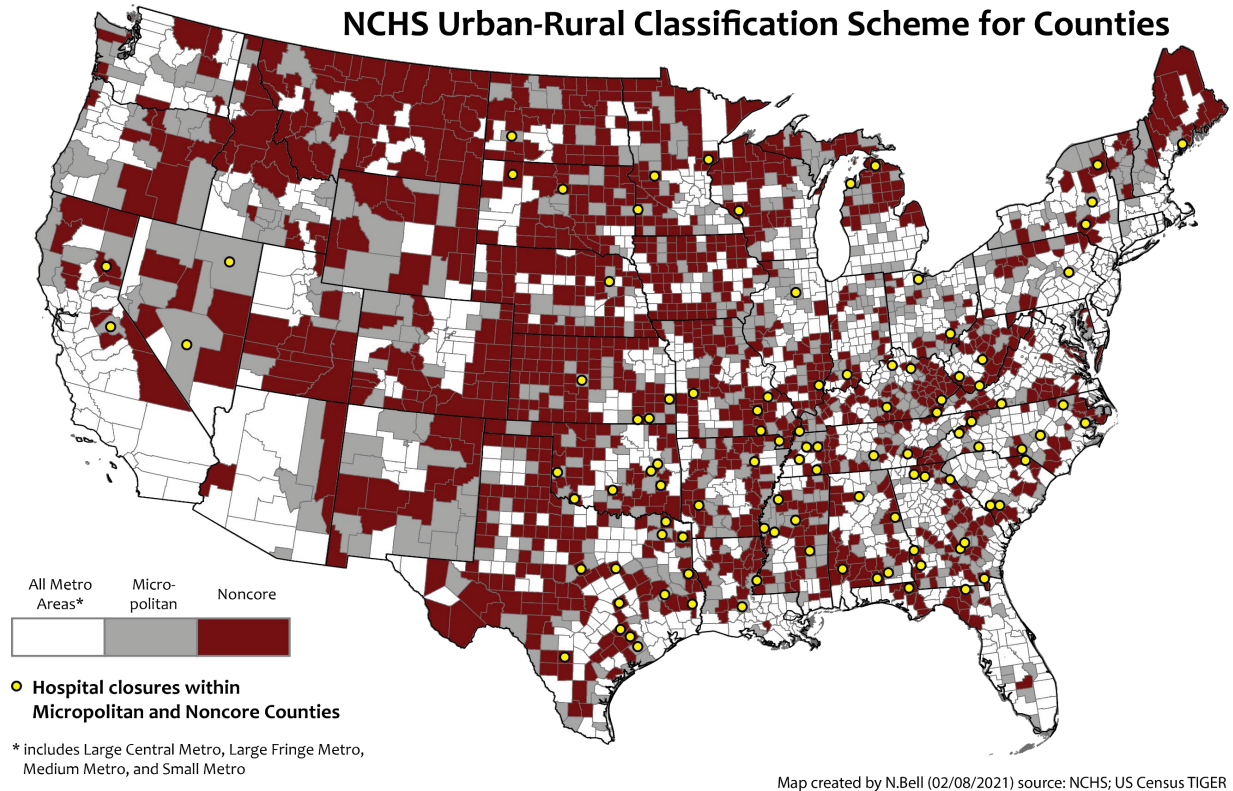 NCHS Urban-Rural Classification Scheme for Counties
All Metro
Areas*
Micro-
politan
Noncore
Hospital closures within
Micropolitan and Noncore Counties
* includes Large Central Metro, Large Fringe Metro,
Medium Metro, and Small Metro
Map created by N.Bell (02/08/2021) source: NCHS; US Census TIGER